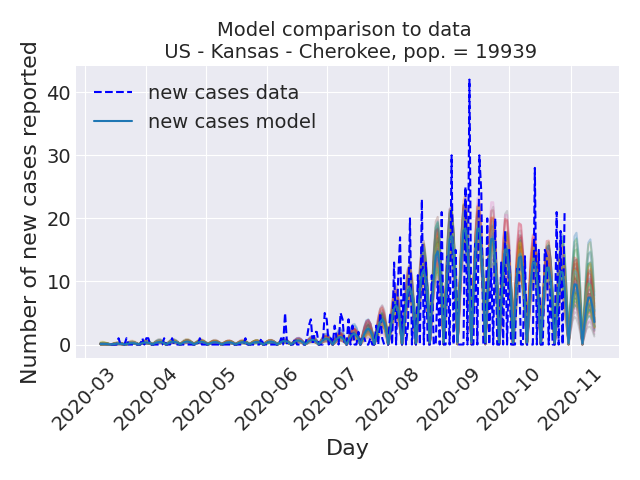 Model comparison to data
US - Kansas - Cherokee, pop. = 19939
Number of new cases reported
40
30
20
10
0
new cases data
new cases model
2020-03
2020-04
2020-05
2020-06
2020-07
2020-08
2020-09
2020-10
2020-11
Day